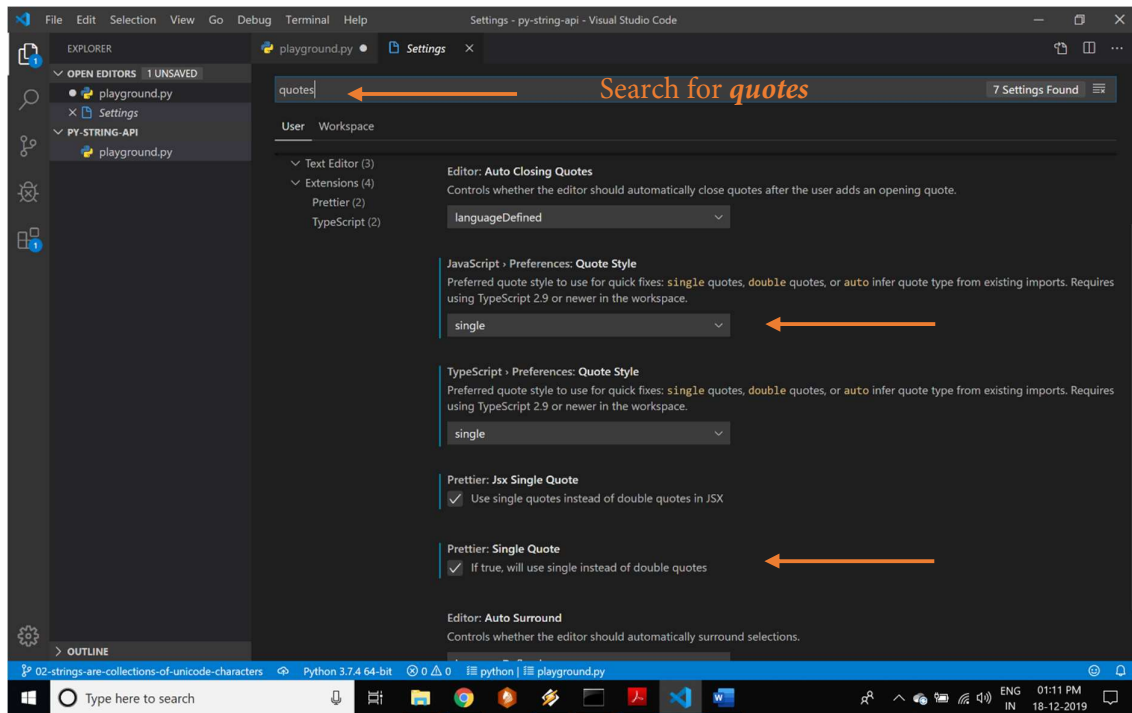 File Edit Selection View Go Debug Terminal Help
Settings - py-string-api - Visual Studio Code
EXPLORER
OPEN EDITORS 1 UNSAVED
playground.py
Settings
PY-STRING-API
playground.py
1
1
playground.py
Settings
quotes
Search for quotes
7 Settings Found
User Workspace
Text Editor (3)
Extensions (4)
Prettier (2)
TypeScript (2)
Editor: Auto Closing Quotes
Controls whether the editor should automatically close quotes after the user adds an opening quote.
languageDefined
JavaScript › Preferences: Quote Style
Preferred quote style to use for quick fixes: single quotes, double quotes, or auto infer quote type from existing imports. Requires
using TypeScript 2.9 or newer in the workspace.
single
TypeScript › Preferences: Quote Style
Preferred quote style to use for quick fixes: single quotes, double quotes, or auto infer quote type from existing imports. Requires
using TypeScript 2.9 or newer in the workspace.
single
Prettier: Jsx Single Quote
Use single quotes instead of double quotes in JSX
Prettier: Single Quote
If true, will use single instead of double quotes
Editor: Auto Surround
Controls whether the editor should automatically surround selections.
OUTLINE
02-strings-are-collections-of-unicode-characters Python 3.7.4 64-bit 0 0 python | playground.py
Type here to search
ENG
IN
01:11 PM
18-12-2019